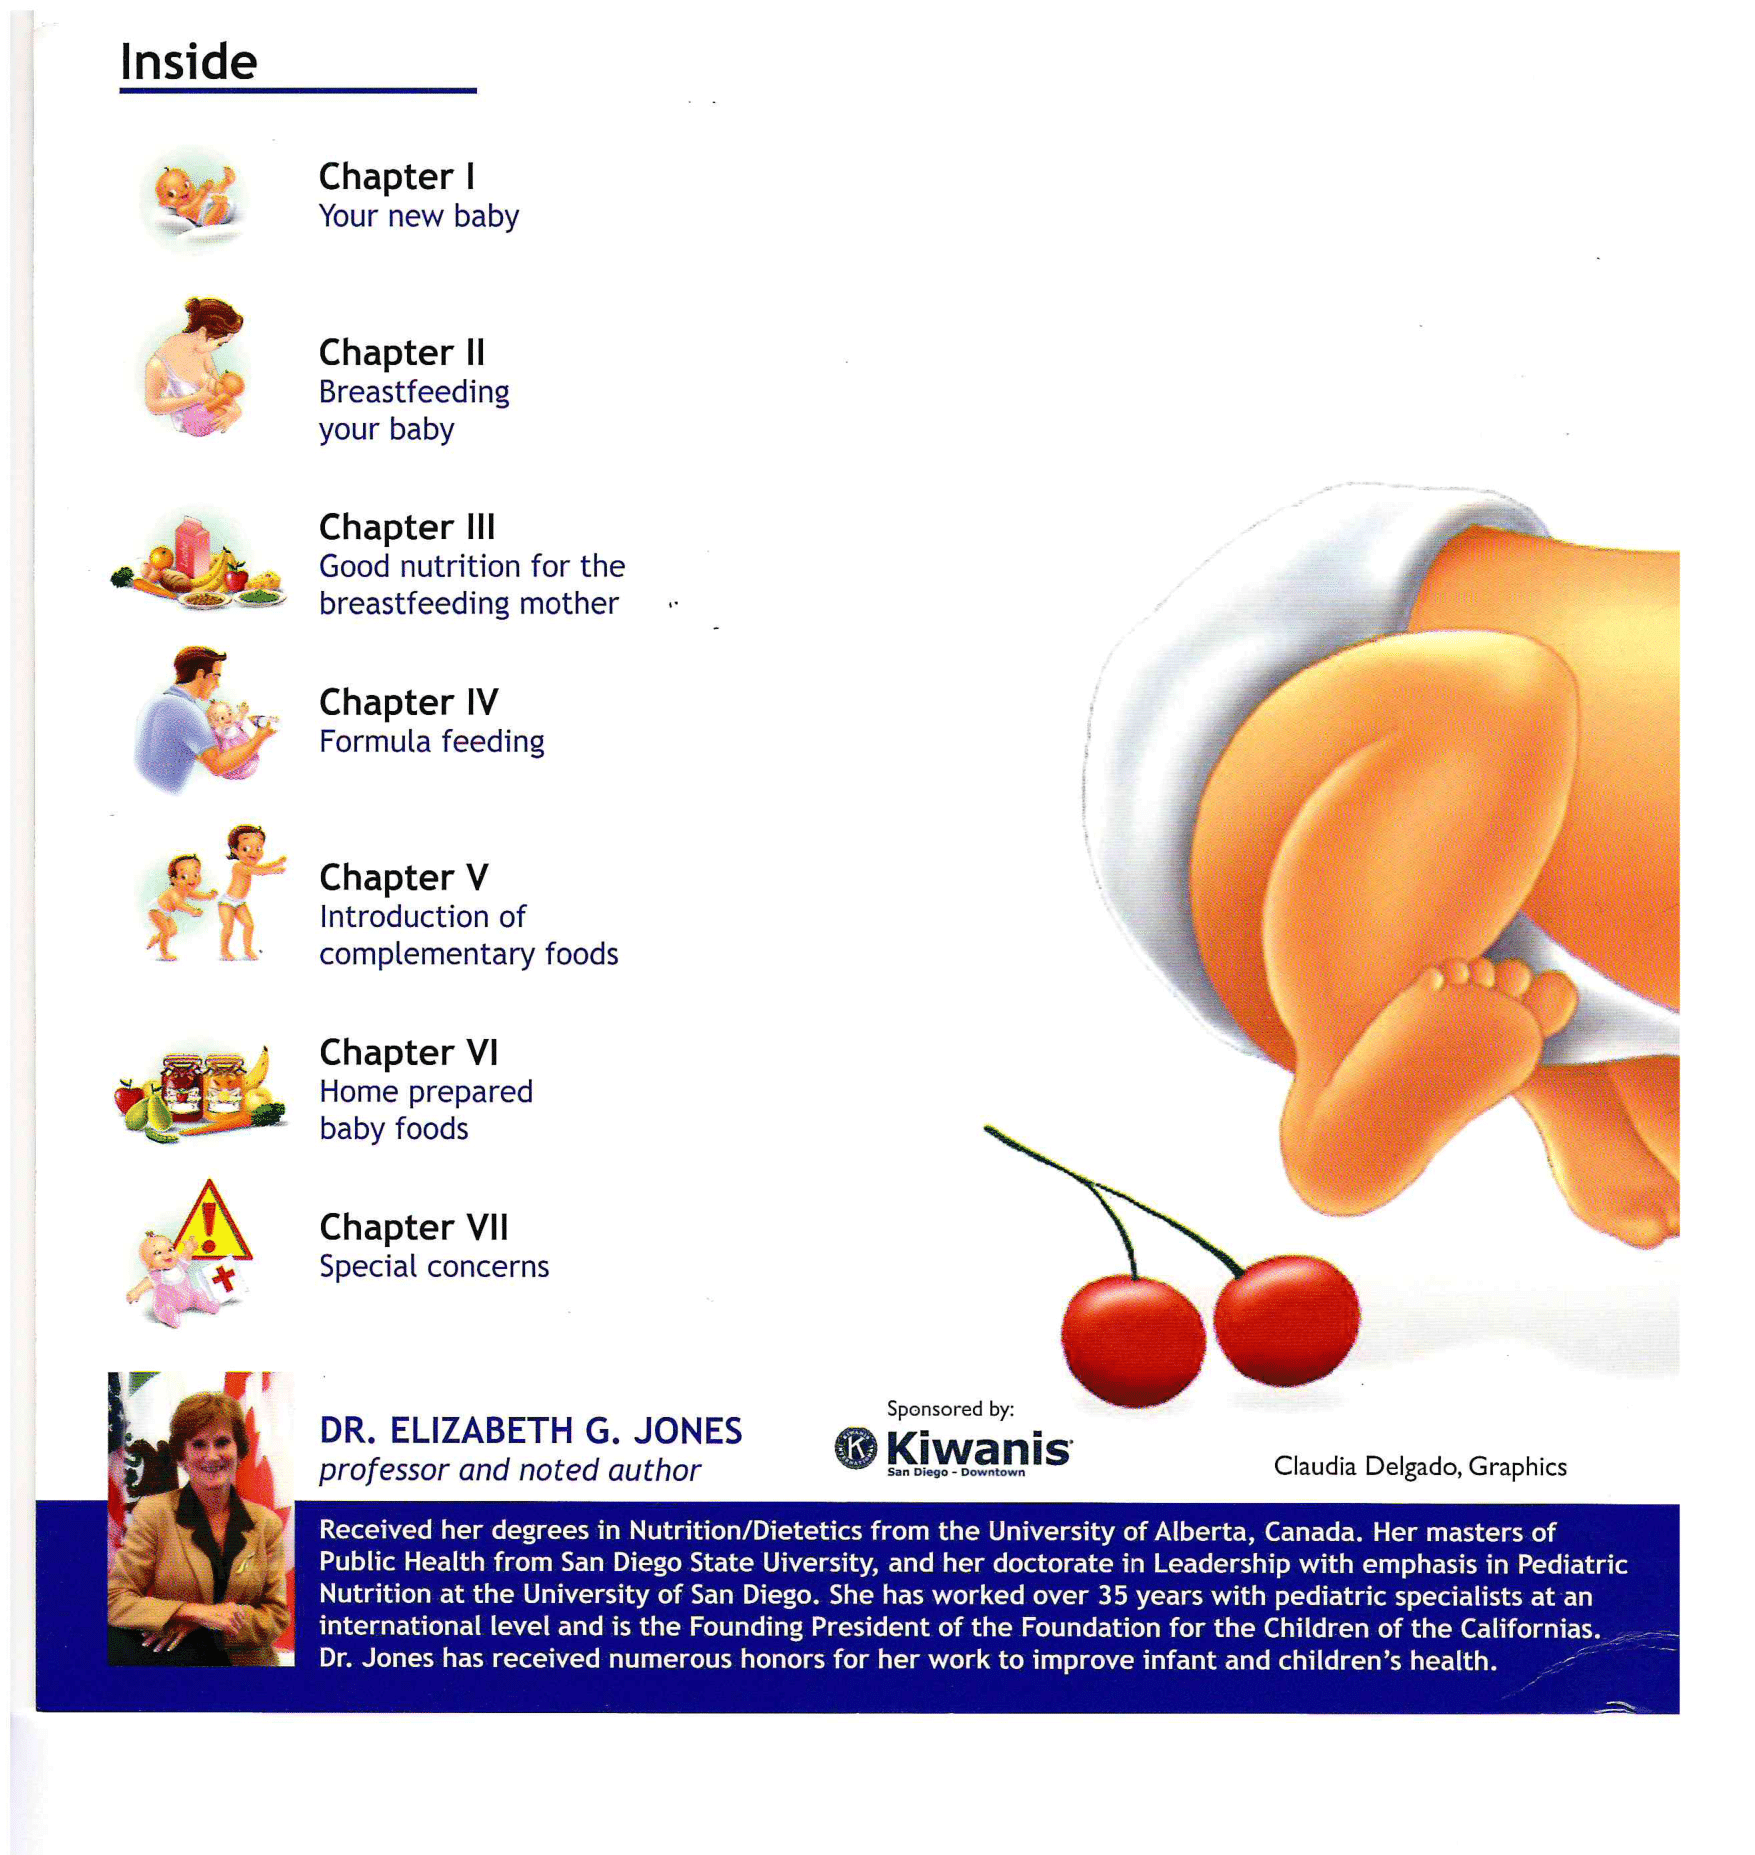 Inside
Chapter I
Your new baby
Chapter II
Breastfeeding
your baby
Chapter III
Good nutrition for the
breastfeeding mother
Chapter IV
Formula feeding
Chapter V
Introduction of
complementary foods
Chapter VI
Home prepared
baby foods
Chapter VII
Special concerns
DR. ELIZABETH G. JONES
professor and noted author
Sponsored by:
Kiwanis
San Diego - Downtown
Claudia Delgado, Graphics
Received her degrees in Nutrition/Dietetics from the University of Alberta, Canada. Her masters of
Public Health from San Diego State Uiversity, and her doctorate in Leadership with emphasis in Pediatric
Nutrition at the University of San Diego. She has worked over 35 years with pediatric specialists at an
international level and is the Founding President of the Foundation for the Children of the Californias.
Dr. Jones has received numerous honors for her work to improve infant and children's health.